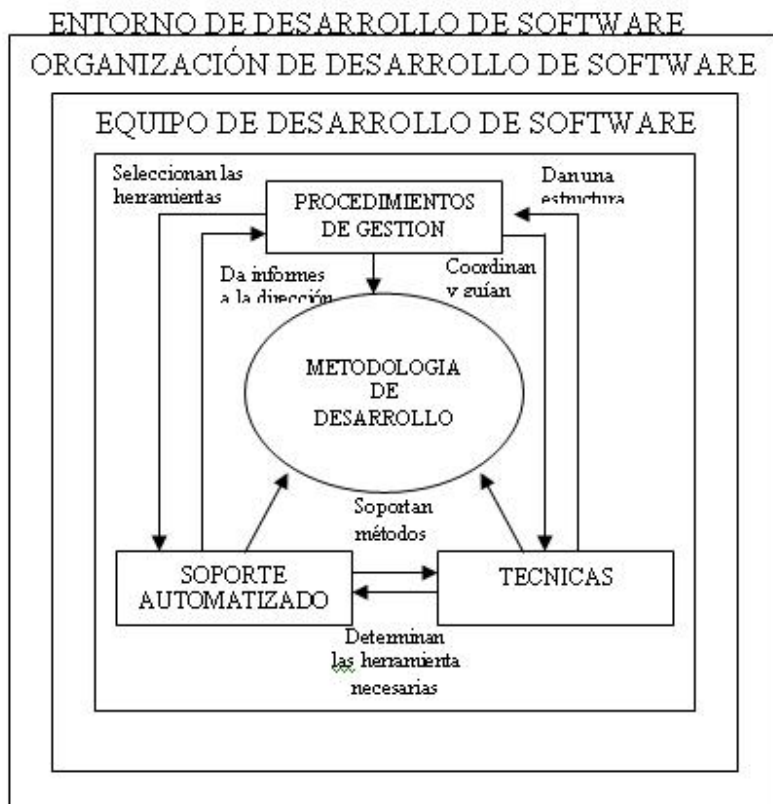 ENTORNO DE DESARROLLO DE SOFTWARE
ORGANIZACIÓN DE DESARROLLO DE SOFTWARE
EQUIPO DE DESARROLLO DE SOFTWARE
Seleccionan las
herramientas
PROCEDIMIENTOS
DE GESTION
Dan una
estructura
Da informes
a la dirección
Coordinan
y guían
METODOLOGIA
DE
DESARROLLO
Soportan
métodos
SOPORTE
AUTOMATIZADO
TECNICAS
Determinan
las herramienta
necesarias